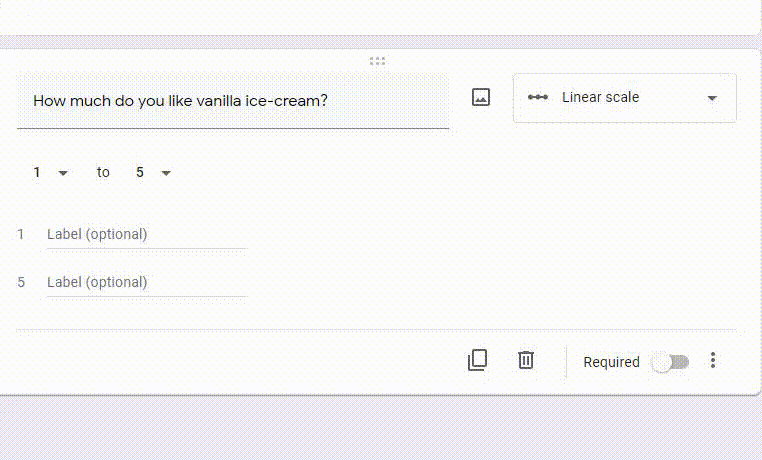 How much do you like vanilla ice-cream?
Linear scale
1 to 5
1 Label (optional)
5 Label (optional)
Required